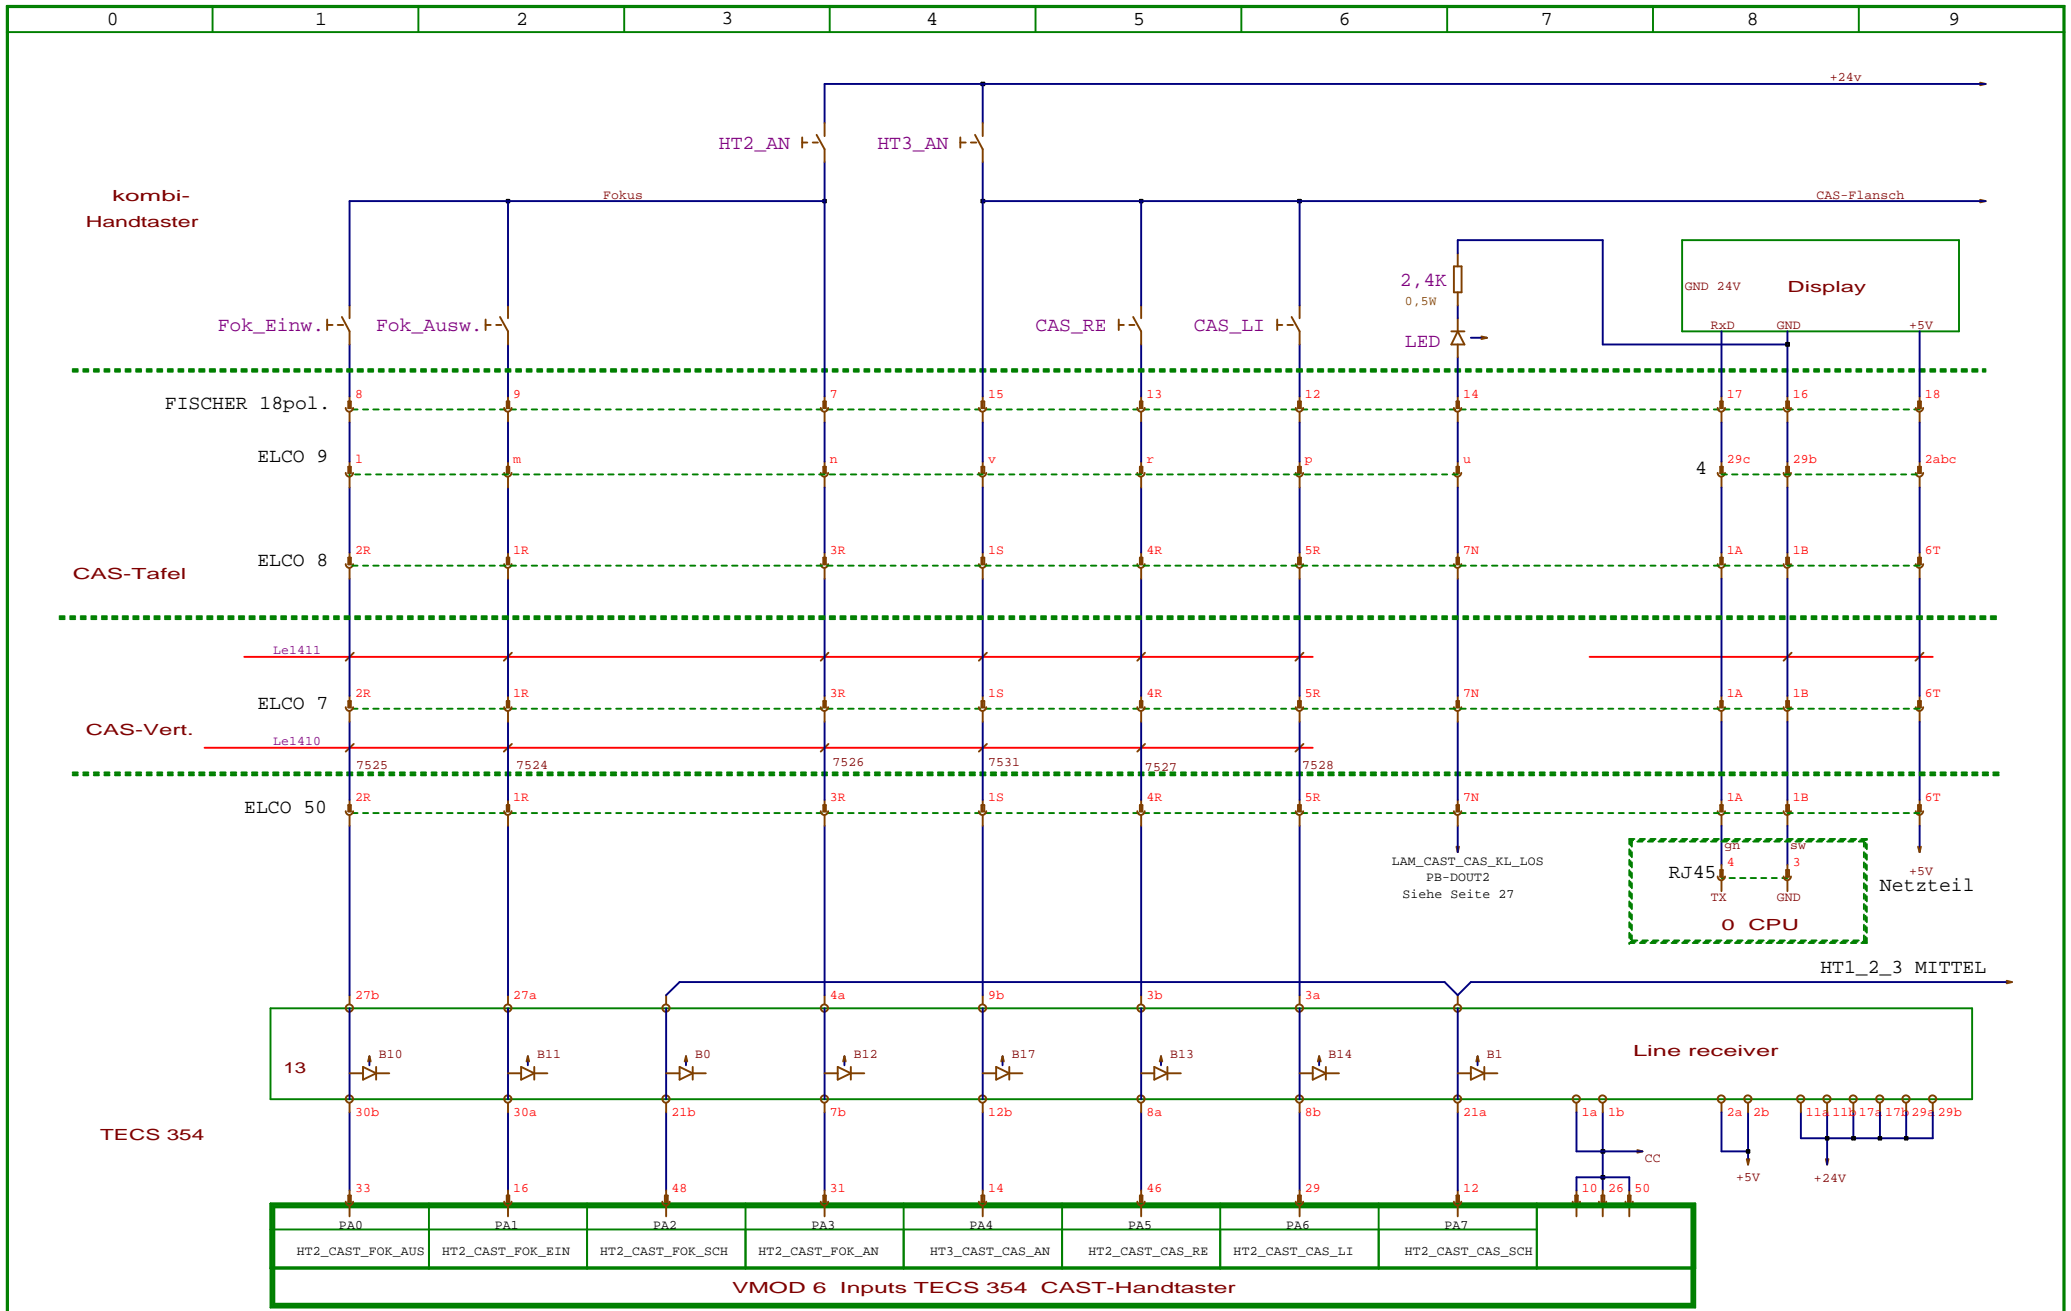 0 1 2 3 4 5 6 7 8 9
+24v
HT2_AN HT3_AN
kombi-
Handtaster
Fokus CAS-Flansch
2,4K
0,5W
GND 24V Display
RxD GND +5V
Fok_Einw. Fok_Ausw. CAS_RE CAS_LI LED
FISCHER 18pol. 8 9 7 15 13 12 14 17 16 18
ELCO 9 l m n v r p u 4 29c 29b 2abc
ELCO 8 2R 1R 3R 1S 4R 5R 7N 1A 1B 6T
CAS-Tafel
Le1411
ELCO 7 2R 1R 3R 1S 4R 5R 7N 1A 1B 6T
CAS-Vert.
Le1410
7525 7524 7526 7531 7527 7528
ELCO 50 2R 1R 3R 1S 4R 5R 7N 1A 1B 6T
LAM_CAST_CAS_KL_LOS
PB-DOUT2
Siehe Seite 27
gn sw
RJ45 4 3
TX GND
0 CPU
+5V
Netzteil
HT1_2_3 MITTEL
27b 27a 4a 9b 3b 3a
13 B10 B11 B0 B12 B17 B13 B14 B1 Line receiver
30b 30a 21b 7b 12b 8a 8b 21a 1a 1b 2a 2b 11a 11b 17a 17b 29a 29b
TECS 354
CC
+5V +24V
33 16 48 31 14 46 29 12 10 26 50
PA0 PA1 PA2 PA3 PA4 PA5 PA6 PA7
HT2_CAST_FOK_AUS HT2_CAST_FOK_EIN HT2_CAST_FOK_SCH HT2_CAST_FOK_AN HT3_CAST_CAS_AN HT2_CAST_CAS_RE HT2_CAST_CAS_LI HT2_CAST_CAS_SCH
VMOD 6 Inputs TECS 354 CAST-Handtaster